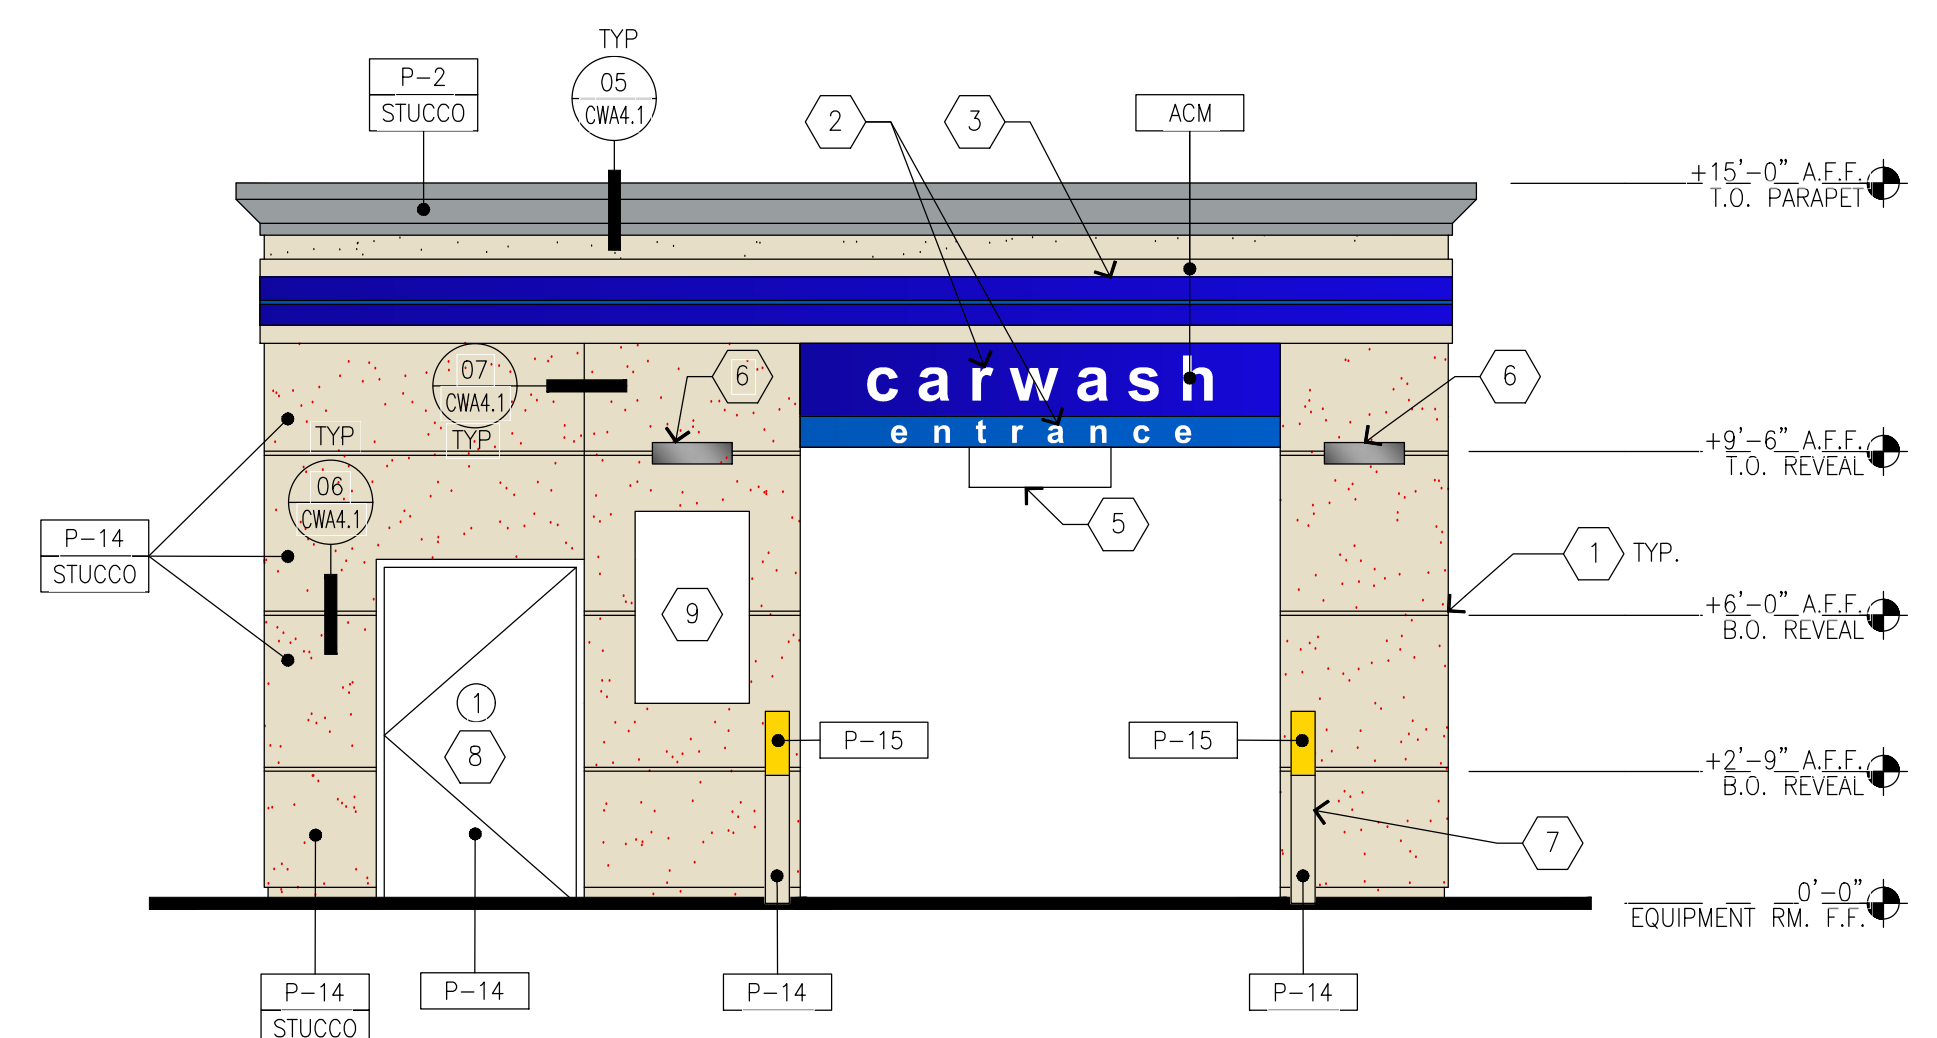 TYP
P-2
STUCCO
05
CWA4.1
2
3
ACM
+15'-0" A.F.F.
T.O. PARAPET
07
CWA4.1
TYP
6
carwash
entrance
6
TYP
06
CWA4.1
+9'-6" A.F.F.
T.O. REVEAL
5
P-14
STUCCO
1 TYP.
9
+6'-0" A.F.F.
B.O. REVEAL
1
8
P-15
P-15
+2'-9" A.F.F.
B.O. REVEAL
7
0'-0"
EQUIPMENT RM. F.F.
P-14
STUCCO
P-14
P-14
P-14